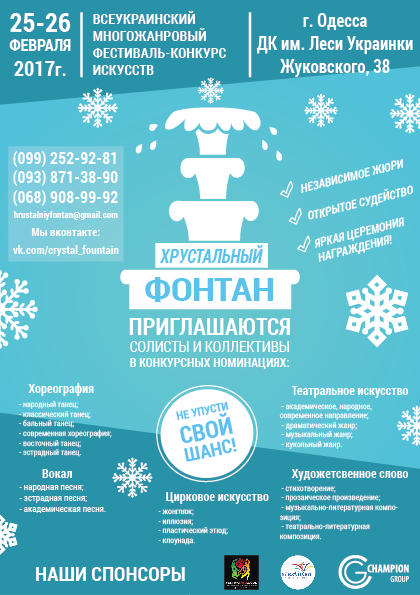 25-26
ФЕВРАЛЯ
2017г.
ВСЕУКРАИНСКИЙ
МНОГОЖАНРОВЫЙ
ФЕСТИВАЛЬ-КОНКУРС
ИСКУССТВ
г. Одесса
ДК им. Леси Украинки
Жуковского, 38
(099) 252-92-81
(093) 871-38-90
(068) 908-99-92
hrustalniyfontan@gmail.com
Мы вконтакте:
vk.com/crystal_fountain
НЕЗАВИСИМОЕ ЖЮРИ
ОТКРЫТОЕ СУДЕЙСТВО
ЯРКАЯ ЦЕРЕМОНИЯ
НАГРАЖДЕНИЯ!
ХРУСТАЛЬНЫЙ
ФОНТАН
ПРИГЛАШАЮТСЯ
СОЛИСТЫ И КОЛЛЕКТИВЫ
В КОНКУРСНЫХ НОМИНАЦИЯХ:
Хореография
- народный танец;
- классический танец;
- бальный танец;
- современная хореография;
- восточный танец;
- эстрадный танец.
Вокал
- народная песня;
- эстрадная песня;
- академическая песня.
НЕ УПУСТИ
СВОЙ
ШАНС!
Цирковое искусство
- жонгляж;
- иллюзия;
- пластический этюд;
- клоунада.
Театральное искусство
- академическое, народное,
современное направление;
- драматический жанр;
- музыкальный жанр;
- кукольный жанр.
Художетсвенное слово
- стихотворение;
- прозаическое произведение;
- музыкально-литературная компо-
зиция;
- театрально-литературная
композиция.
НАШИ СПОНСОРЫ
CHAMPION
GROUP